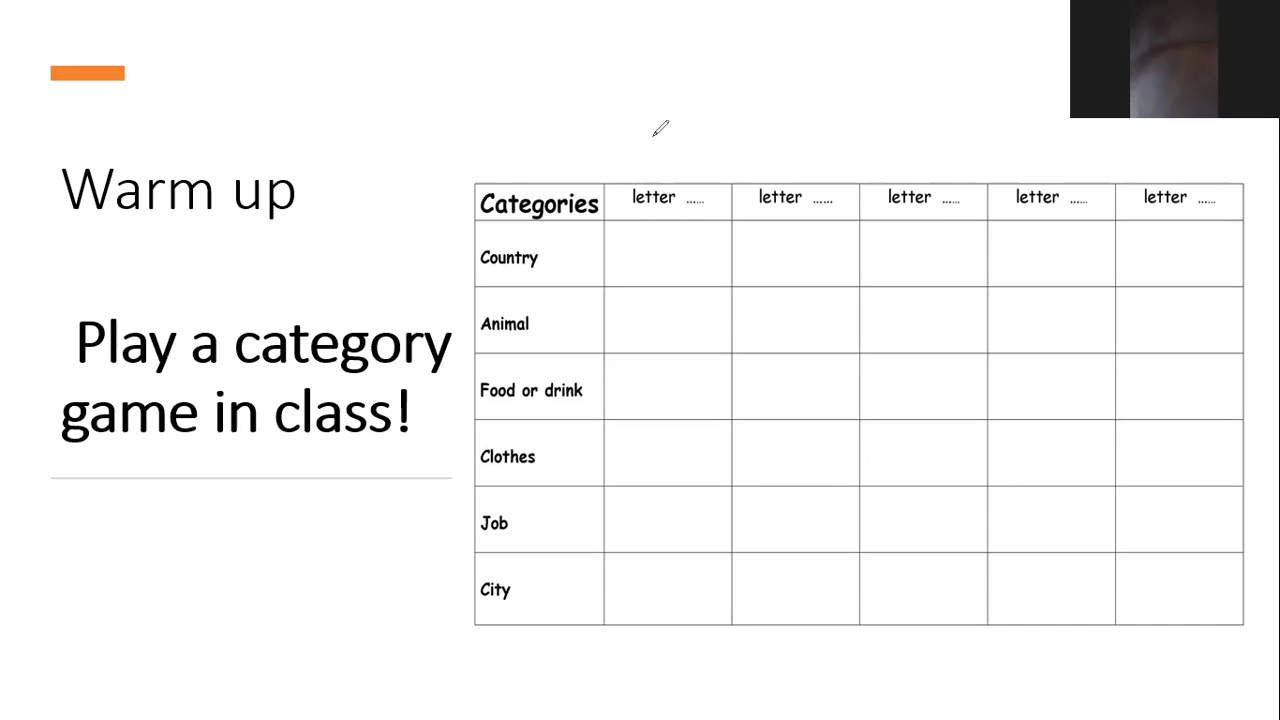 Warm up
Play a category
game in class!
Categories letter ...... letter ...... letter ...... letter ...... letter ......
Country
Animal
Food or drink
Clothes
Job
City